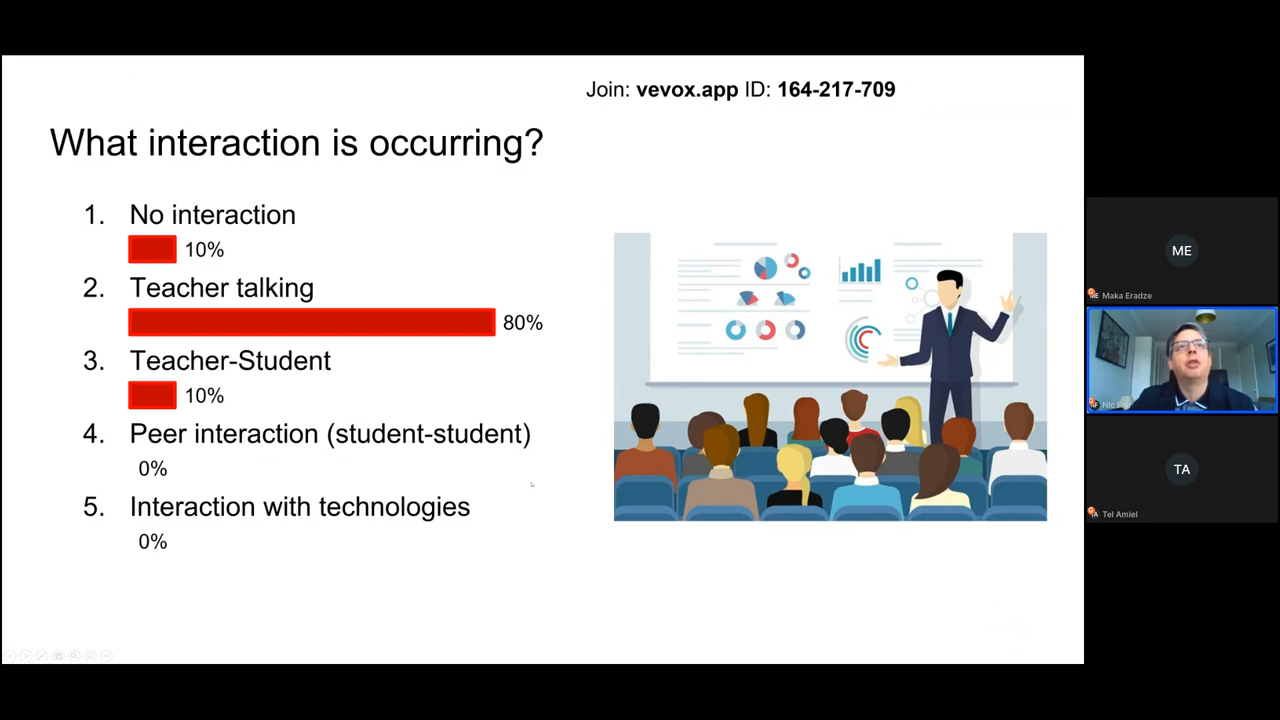 Join: vevox.app ID: 164-217-709
What interaction is occurring?
1. No interaction
10%
2. Teacher talking
80%
3. Teacher-Student
10%
4. Peer interaction (student-student)
0%
5. Interaction with technologies
0%
ME
Maka Eradze
Nic
TA
Tel Amiel